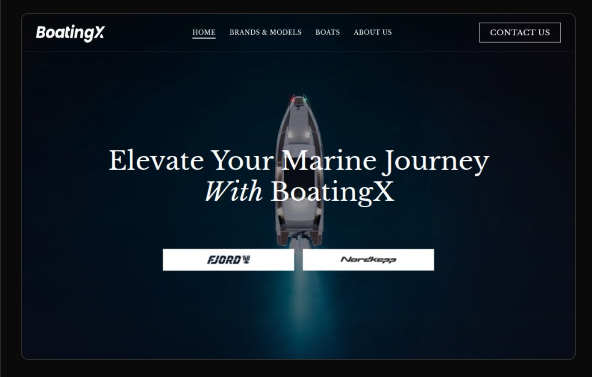 BoatingX
HOME BRANDS & MODELS BOATS ABOUT US
CONTACT US
Elevate Your Marine Journey
With BoatingX
FJORD
Nordkapp